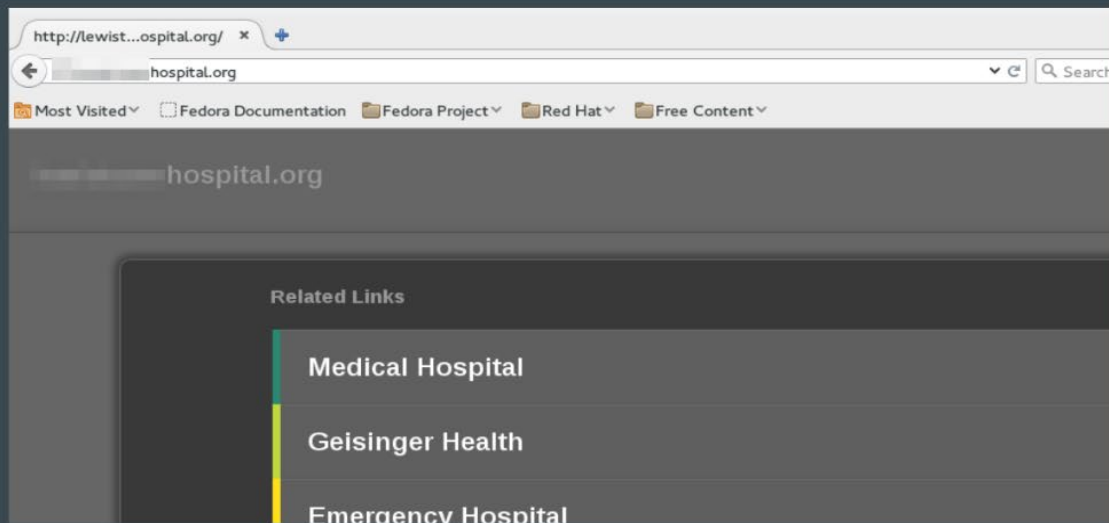 http://lewist...ospital.org/
hospital.org
Search
Most Visited Fedora Documentation Fedora Project Red Hat Free Content
hospital.org
Related Links
Medical Hospital
Geisinger Health
Emergency Hospital